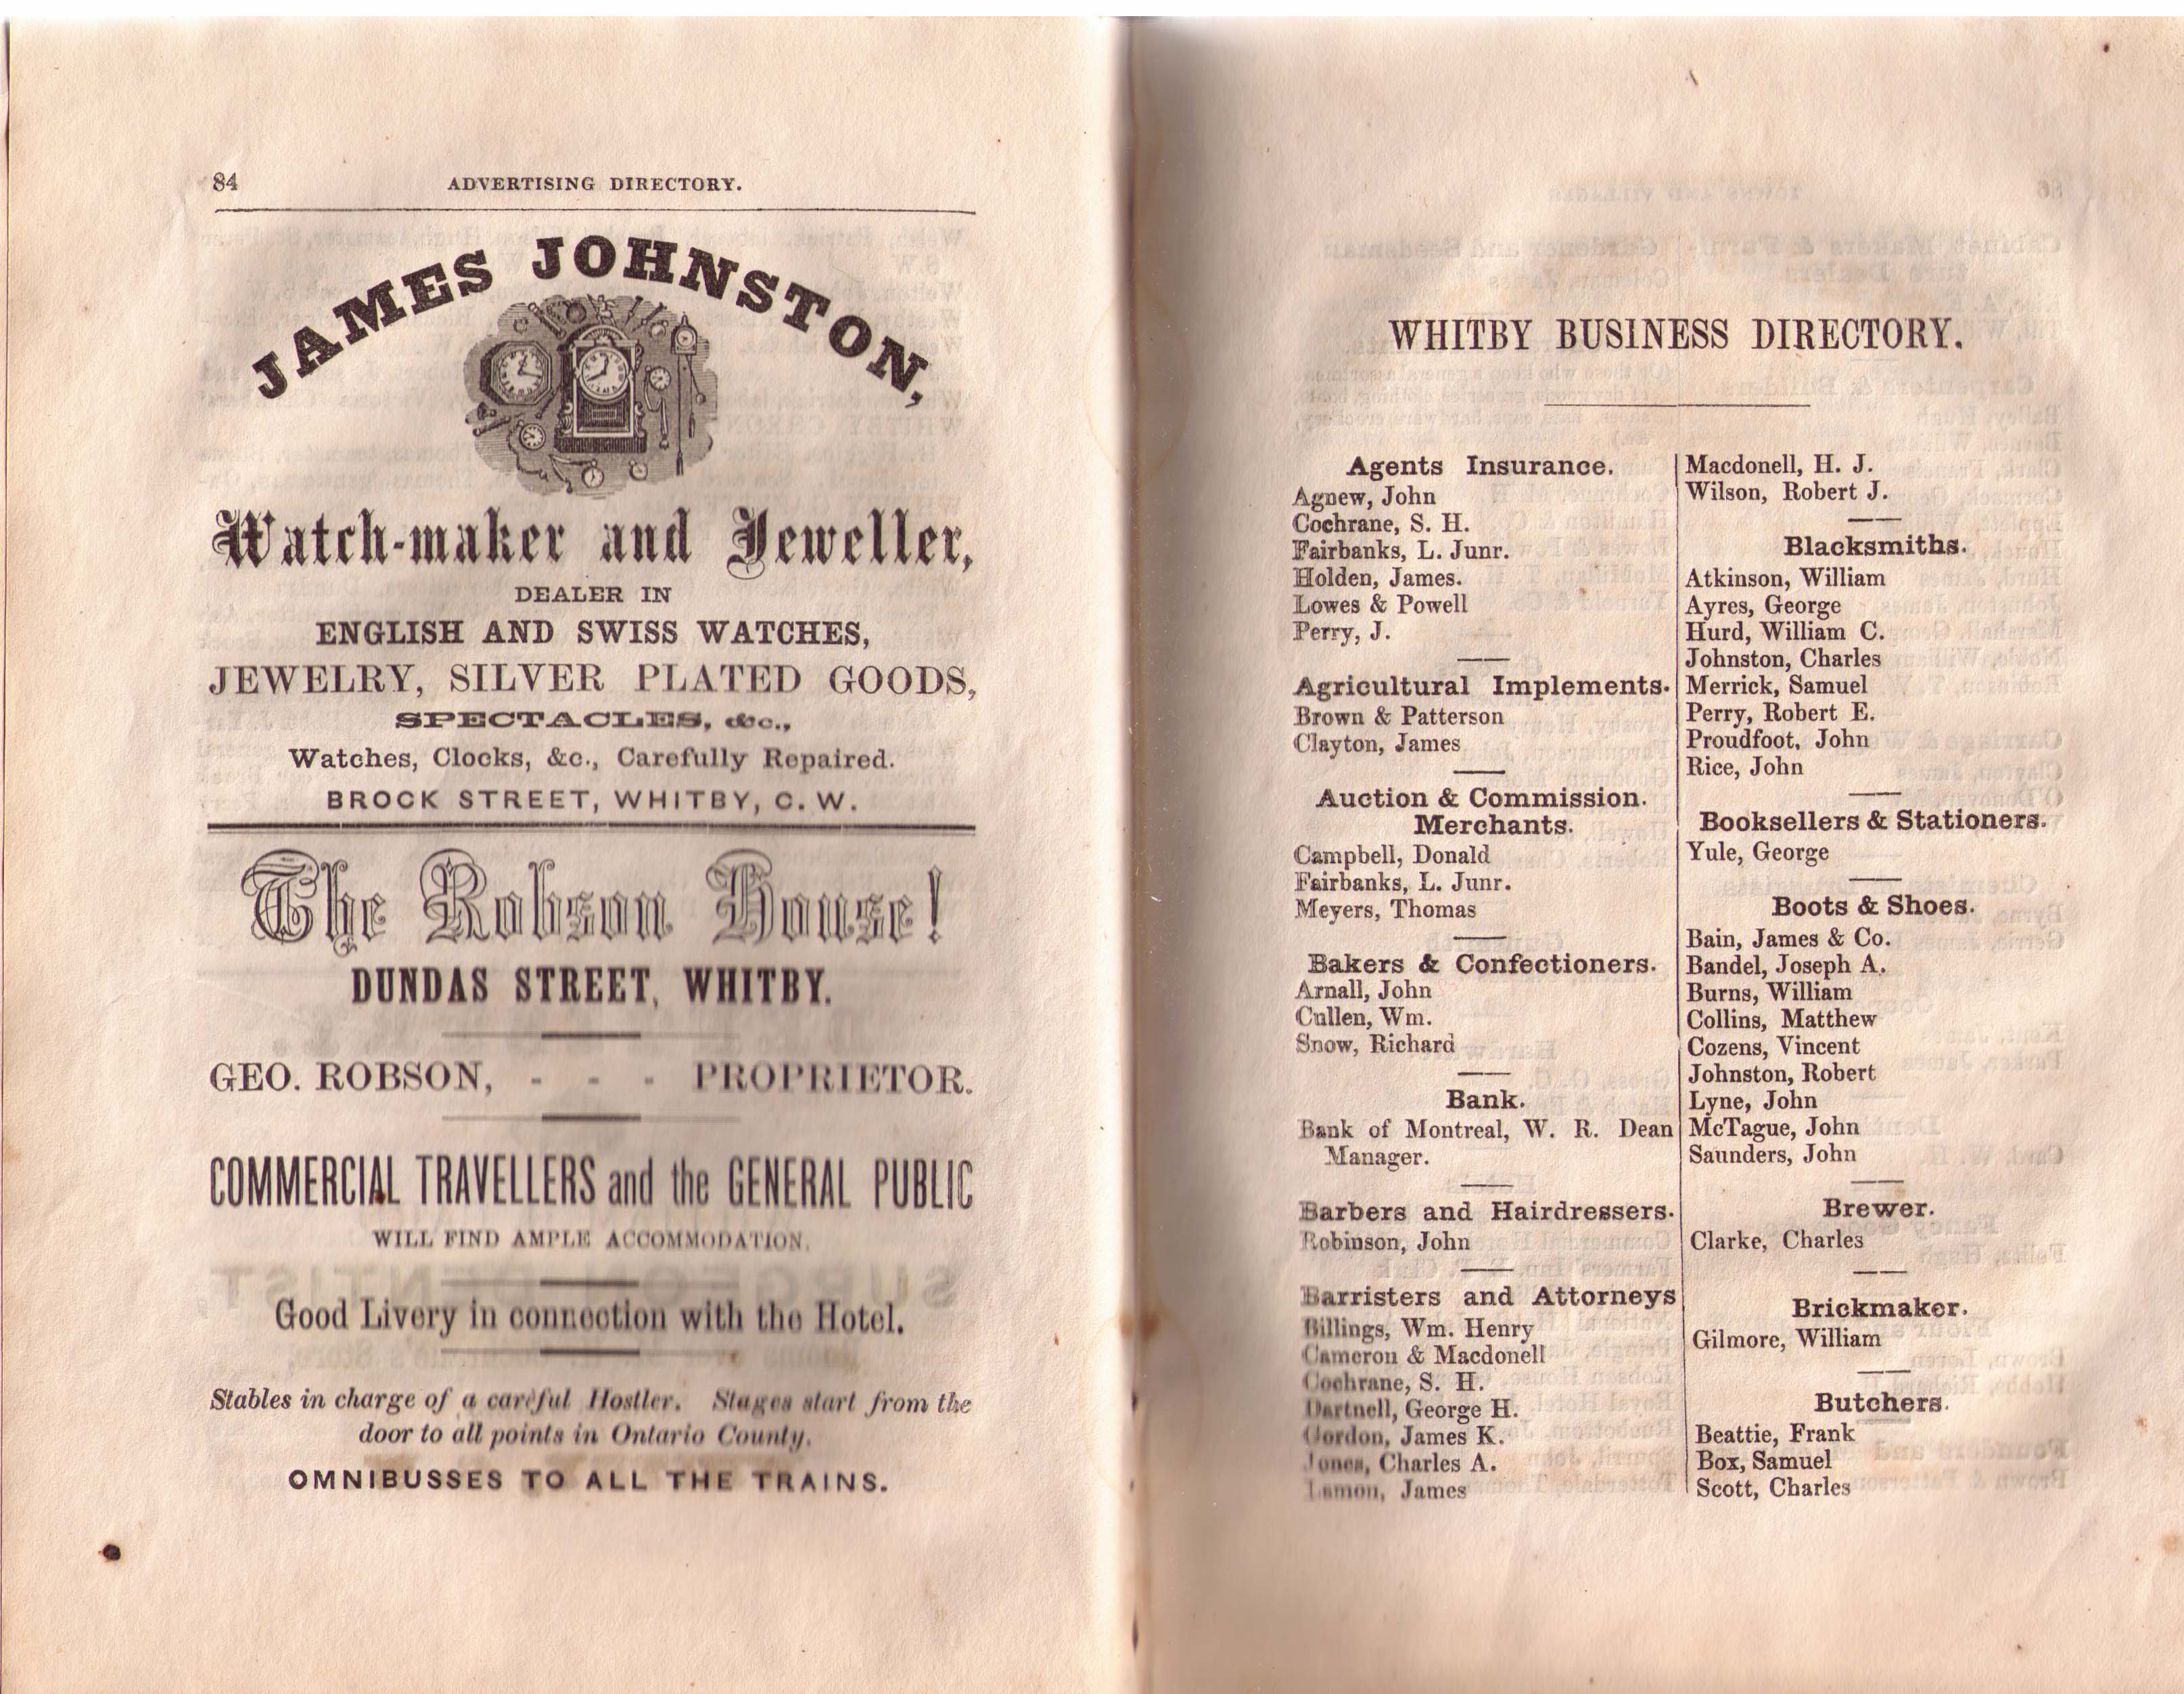 84
ADVERTISING DIRECTORY.
JAMES JOHNSTON,
Watch-maker and Jeweller,
DEALER IN
ENGLISH AND SWISS WATCHES,
JEWELRY, SILVER PLATED GOODS,
SPECTACLES, &c.,
Watches, Clocks, &c., Carefully Repaired.
BROCK STREET, WHITBY, C. W.
The Robson House!
DUNDAS STREET, WHITBY.
GEO. ROBSON, - - - PROPRIETOR.
COMMERCIAL TRAVELLERS and the GENERAL PUBLIC
WILL FIND AMPLE ACCOMMODATION.
Good Livery in connection with the Hotel.
Stables in charge of a careful Hostler. Stages start from the
door to all points in Ontario County.
OMNIBUSSES TO ALL THE TRAINS.
WHITBY BUSINESS DIRECTORY.
Agents Insurance.
Agnew, John
Cochrane, S. H.
Fairbanks, L. Junr.
Holden, James.
Lowes & Powell
Perry, J.
Agricultural Implements.
Brown & Patterson
Clayton, James
Auction & Commission.
Merchants.
Campbell, Donald
Fairbanks, L. Junr.
Meyers, Thomas
Bakers & Confectioners.
Arnall, John
Cullen, Wm.
Snow, Richard
Bank.
Bank of Montreal, W. R. Dean
Manager.
Barbers and Hairdressers.
Robinson, John
Barristers and Attorneys
Billings, Wm. Henry
Cameron & Macdonell
Cochrane, S. H.
Dartnell, George H.
Gordon, James K.
Jones, Charles A.
Lamon, James
Macdonell, H. J.
Wilson, Robert J.
Blacksmiths.
Atkinson, William
Ayres, George
Hurd, William C.
Johnston, Charles
Merrick, Samuel
Perry, Robert E.
Proudfoot, John
Rice, John
Booksellers & Stationers.
Yule, George
Boots & Shoes.
Bain, James & Co.
Bandel, Joseph A.
Burns, William
Collins, Matthew
Cozens, Vincent
Johnston, Robert
Lyne, John
McTague, John
Saunders, John
Brewer.
Clarke, Charles
Brickmaker.
Gilmore, William
Butchers.
Beattie, Frank
Box, Samuel
Scott, Charles